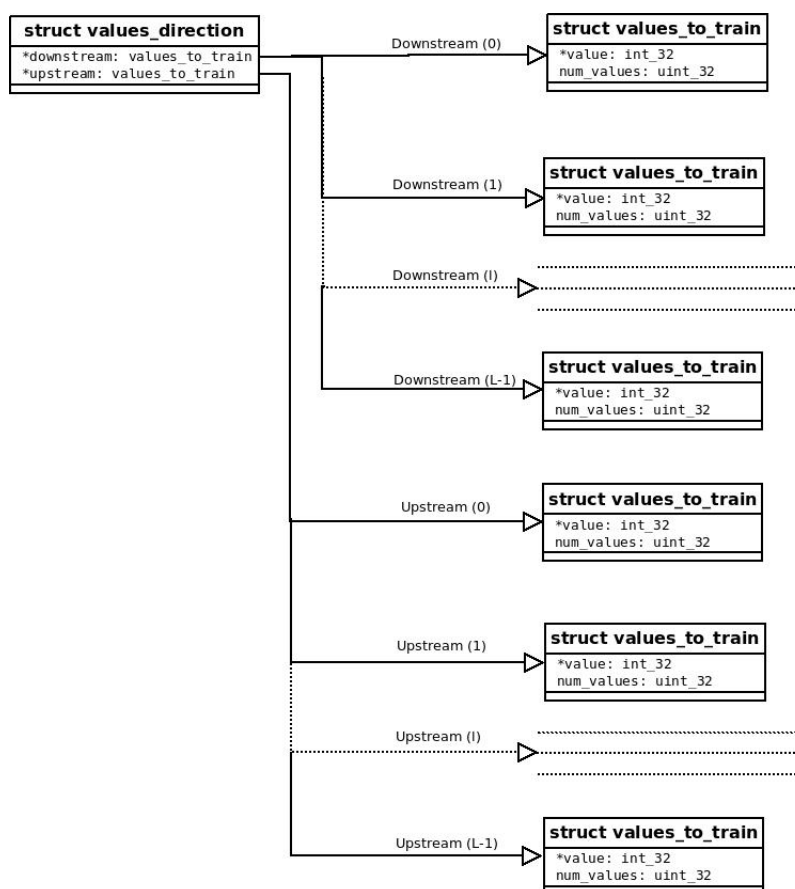 struct values_direction
*downstream: values_to_train
*upstream: values_to_train
Downstream (0)
struct values_to_train
*value: int_32
num_values: uint_32
Downstream (1)
struct values_to_train
*value: int_32
num_values: uint_32
Downstream (l)
Downstream (L-1)
struct values_to_train
*value: int_32
num_values: uint_32
Upstream (0)
struct values_to_train
*value: int_32
num_values: uint_32
Upstream (1)
struct values_to_train
*value: int_32
num_values: uint_32
Upstream (l)
Upstream (L-1)
struct values_to_train
*value: int_32
num_values: uint_32